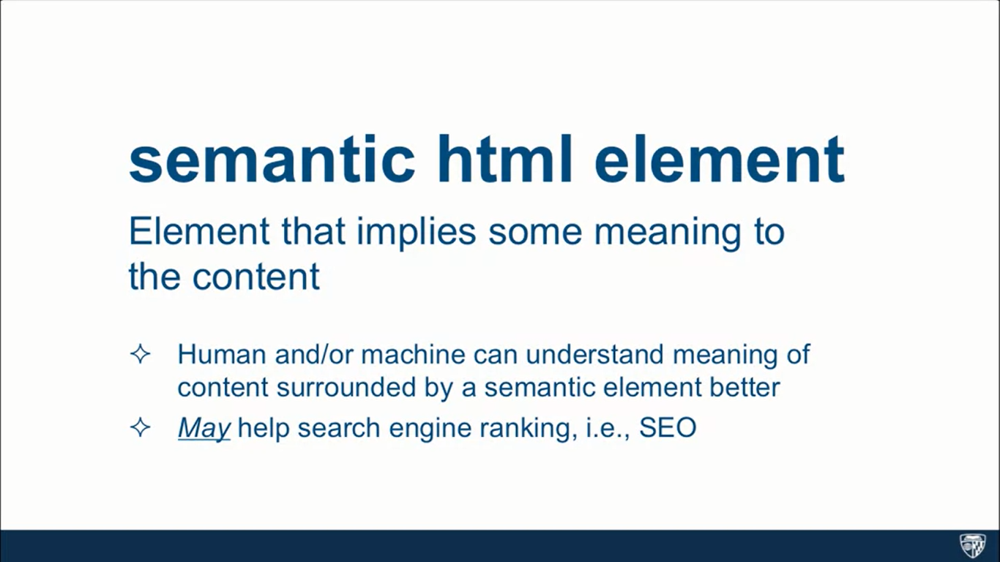 semantic html element
Element that implies some meaning to
the content
✧ Human and/or machine can understand meaning of
content surrounded by a semantic element better
✧ May help search engine ranking, i.e., SEO